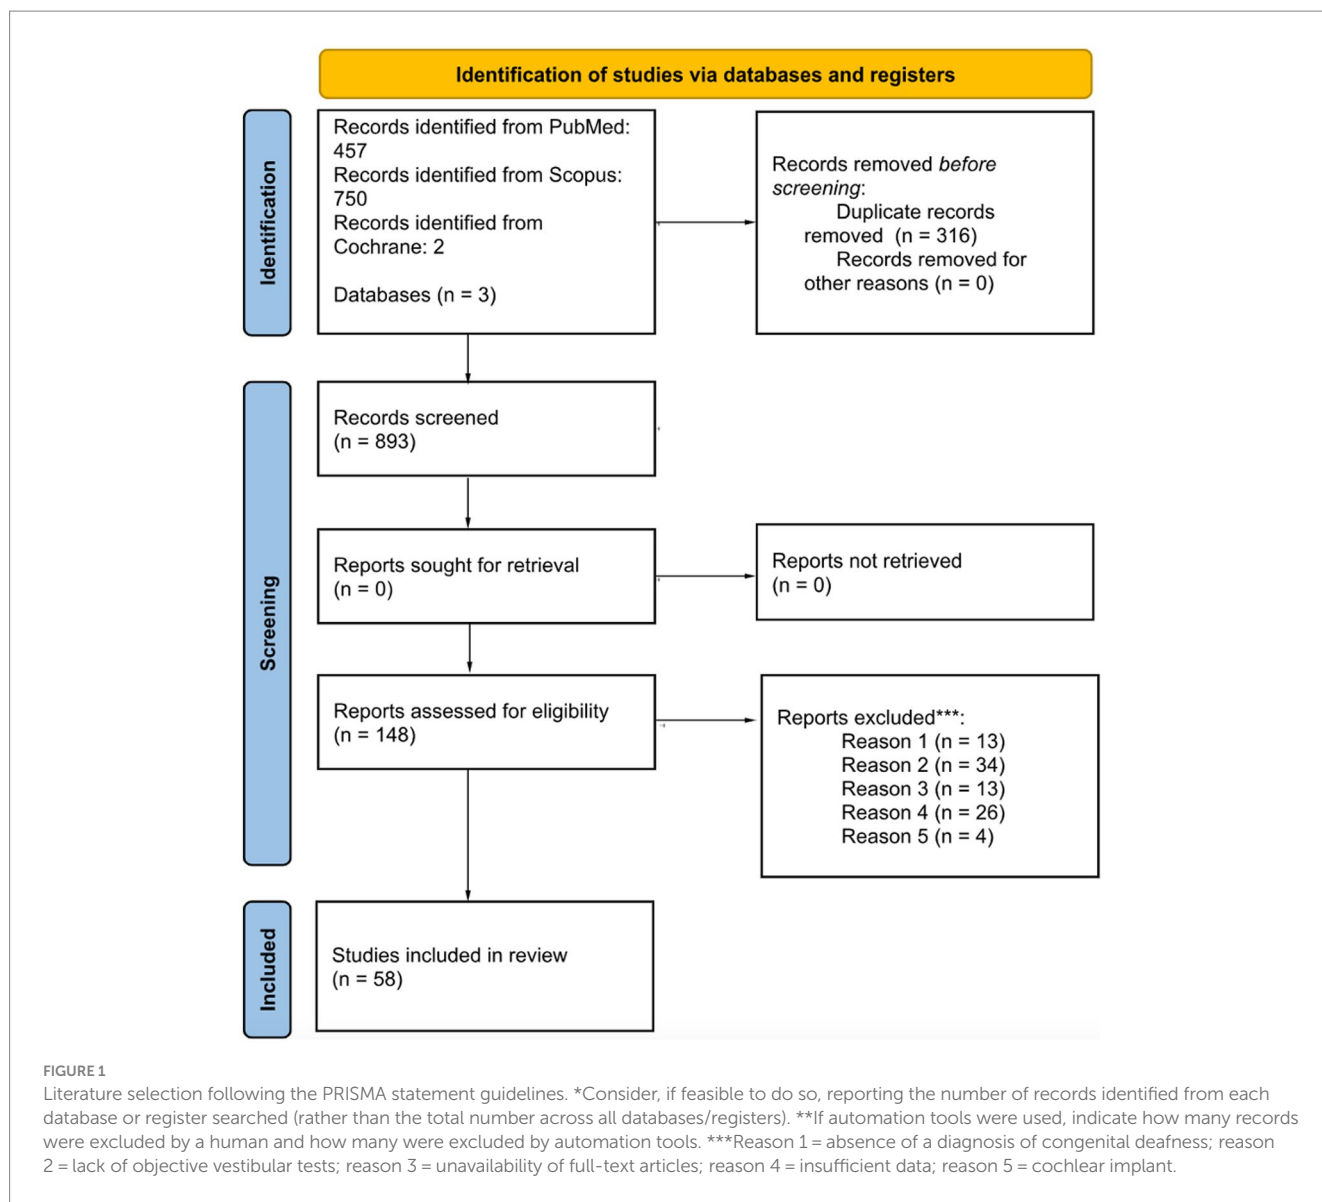 Identification of studies via databases and registers
Identification
Records identified from PubMed:
457
Records identified from Scopus:
750
Records identified from
Cochrane: 2
Databases (n = 3)
Records removed before
screening:
Duplicate records
removed (n = 316)
Records removed for
other reasons (n = 0)
Screening
Records screened
(n = 893)
Reports sought for retrieval
(n = 0)
Reports not retrieved
(n = 0)
Reports assessed for eligibility
(n = 148)
Reports excluded***:
Reason 1 (n = 13)
Reason 2 (n = 34)
Reason 3 (n = 13)
Reason 4 (n = 26)
Reason 5 (n = 4)
Included
Studies included in review
(n = 58)
FIGURE 1
Literature selection following the PRISMA statement guidelines. *Consider, if feasible to do so, reporting the number of records identified from each
database or register searched (rather than the total number across all databases/registers). **If automation tools were used, indicate how many records
were excluded by a human and how many were excluded by automation tools. ***Reason 1 = absence of a diagnosis of congenital deafness; reason
2 = lack of objective vestibular tests; reason 3 = unavailability of full-text articles; reason 4 = insufficient data; reason 5 = cochlear implant.